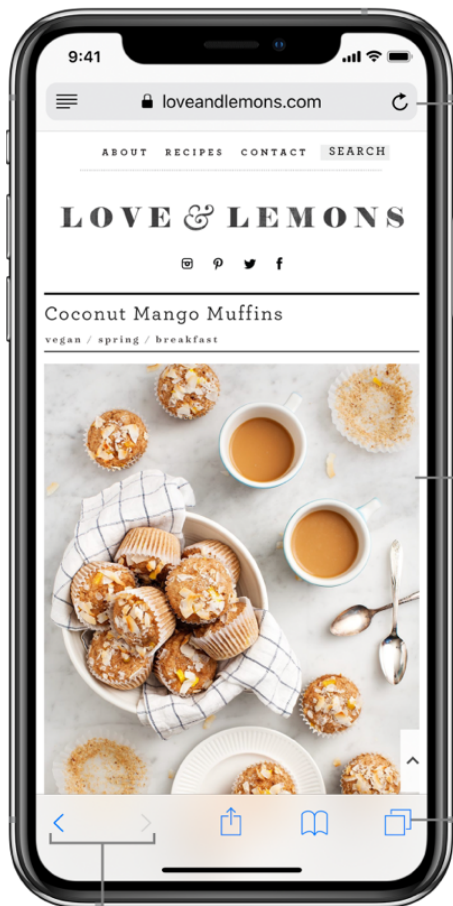 9:41
loveandlemons.com
ABOUT RECIPES CONTACT SEARCH
LOVE & LEMONS
Coconut Mango Muffins
vegan / spring / breakfast